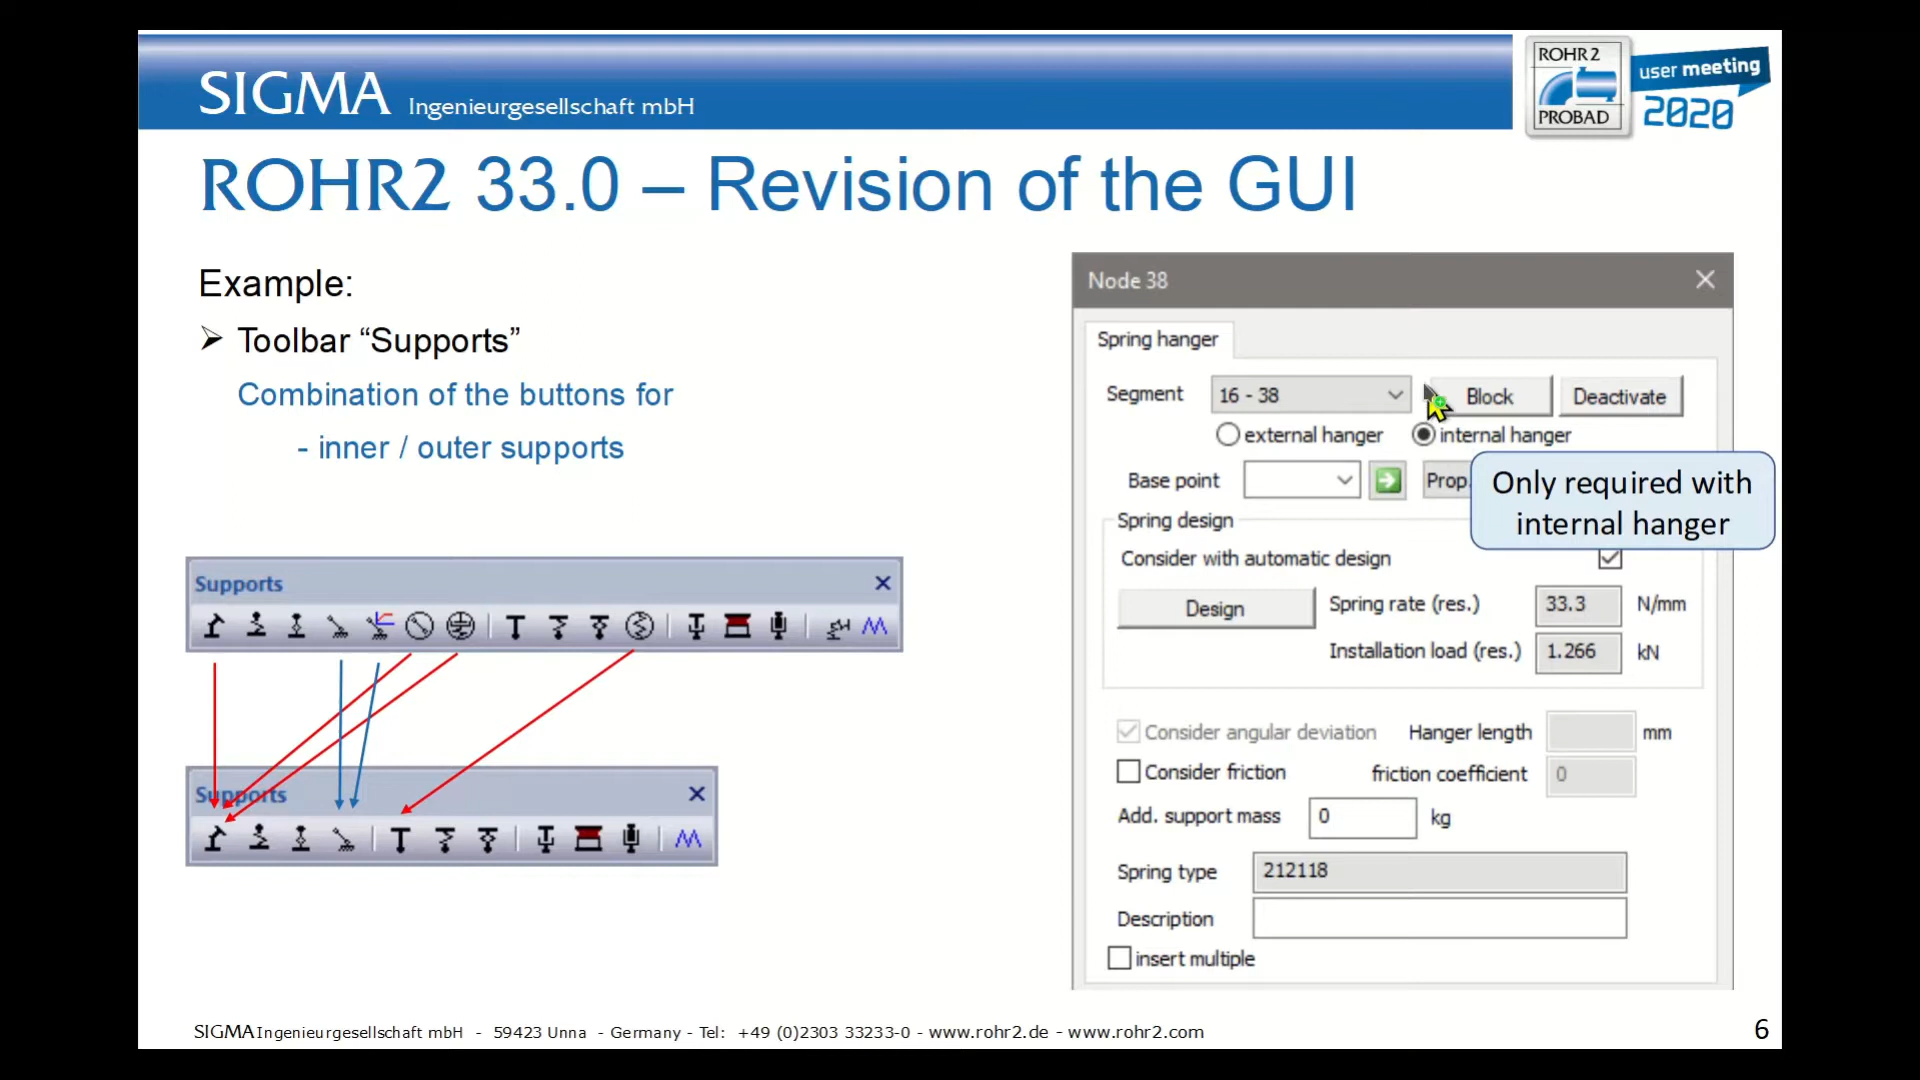 SIGMA Ingenieurgesellschaft mbH
ROHR2
PROBAD
user meeting
2020
ROHR2 33.0 – Revision of the GUI
Example:
Toolbar “Supports”
Combination of the buttons for
- inner / outer supports
Supports
Supports
Node 38
Spring hanger
Segment 16 - 38 Block Deactivate
external hanger internal hanger
Base point Prop.
Only required with
internal hanger
Spring design
Consider with automatic design
Design Spring rate (res.) 33.3 N/mm
Installation load (res.) 1.266 kN
Consider angular deviation Hanger length mm
Consider friction friction coefficient 0
Add. support mass 0 kg
Spring type 212118
Description
insert multiple
SIGMA Ingenieurgesellschaft mbH - 59423 Unna - Germany - Tel: +49 (0)2303 33233-0 - www.rohr2.de - www.rohr2.com
6